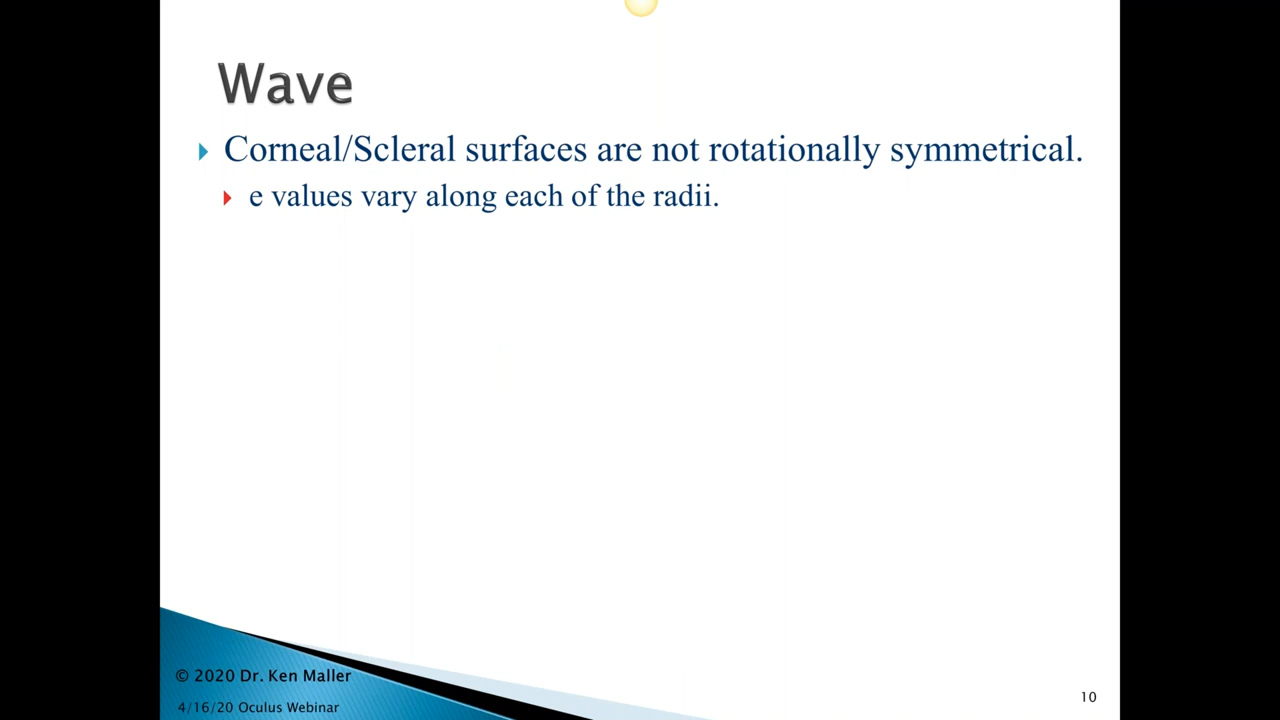 Wave
Corneal/Scleral surfaces are not rotationally symmetrical.
e values vary along each of the radii.
© 2020 Dr. Ken Maller
4/16/20 Oculus Webinar
10